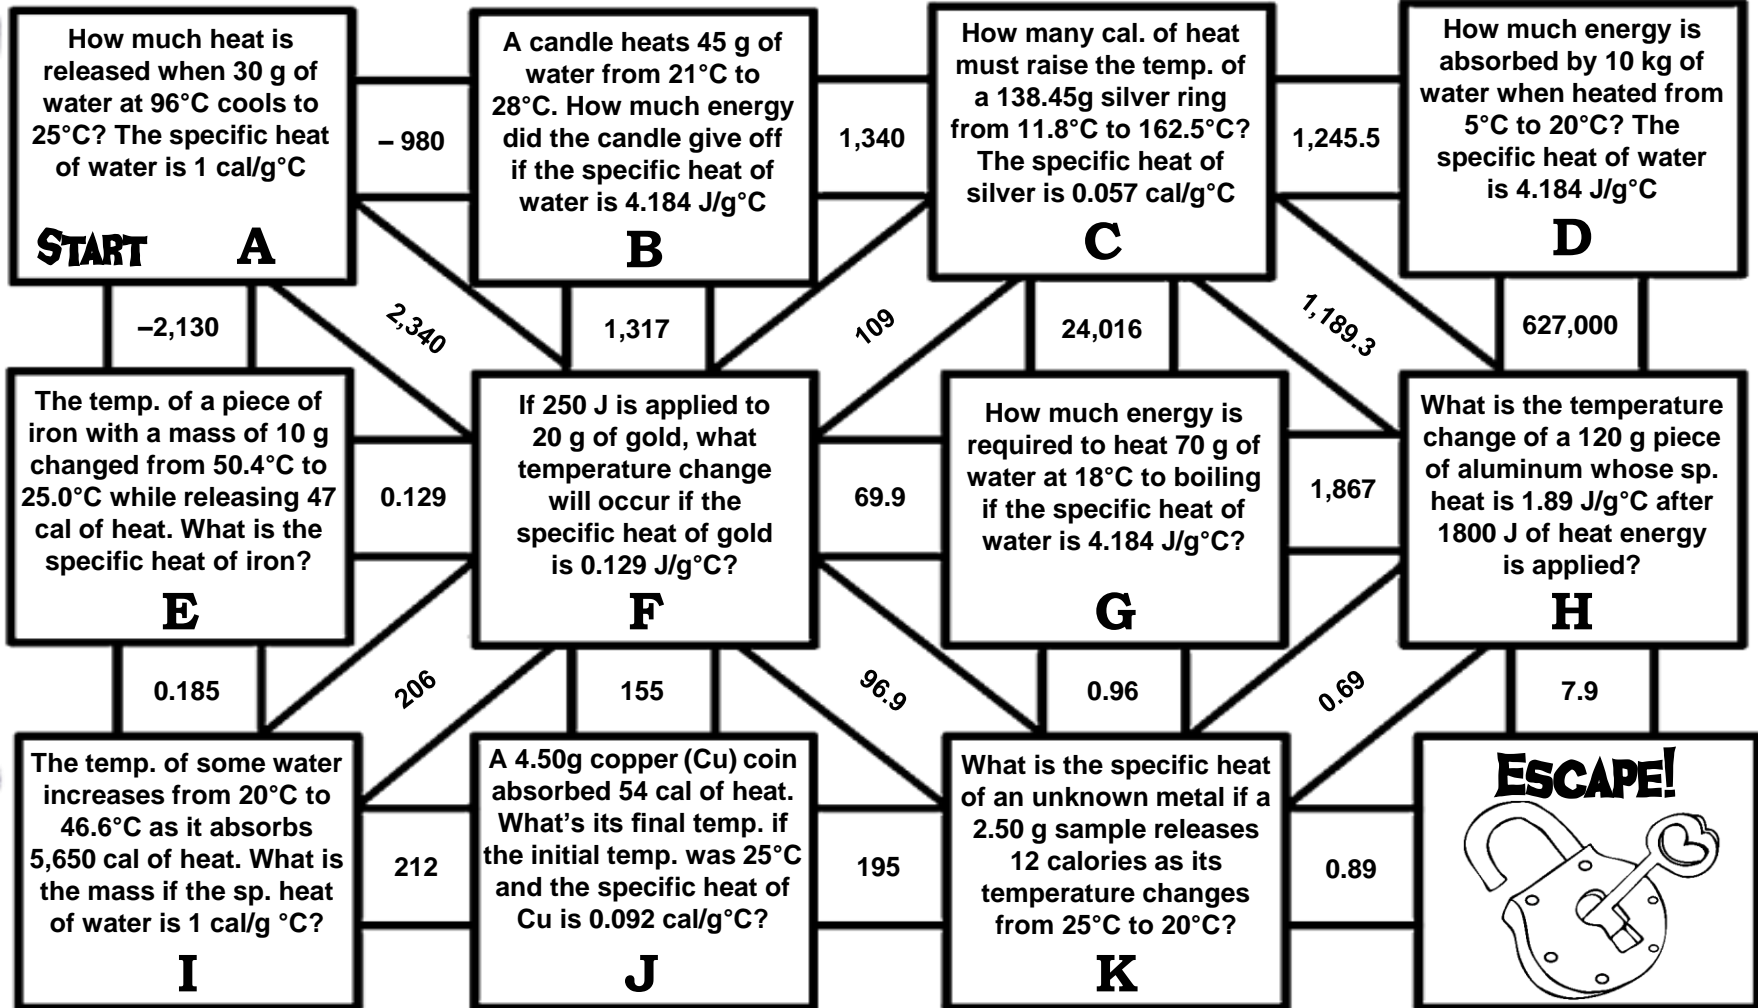 How much heat is
released when 30 g of
water at 96°C cools to
25°C? The specific heat
of water is 1 cal/g°C
START A
– 980
A candle heats 45 g of
water from 21°C to
28°C. How much energy
did the candle give off
if the specific heat of
water is 4.184 J/g°C
B
1,340
How many cal. of heat
must raise the temp. of
a 138.45g silver ring
from 11.8°C to 162.5°C?
The specific heat of
silver is 0.057 cal/g°C
C
1,245.5
How much energy is
absorbed by 10 kg of
water when heated from
5°C to 20°C? The
specific heat of water
is 4.184 J/g°C
D
–2,130
2,340
1,317
109
24,016
1,189.3
627,000
The temp. of a piece of
iron with a mass of 10 g
changed from 50.4°C to
25.0°C while releasing 47
cal of heat. What is the
specific heat of iron?
E
0.129
If 250 J is applied to
20 g of gold, what
temperature change
will occur if the
specific heat of gold
is 0.129 J/g°C?
F
69.9
How much energy is
required to heat 70 g of
water at 18°C to boiling
if the specific heat of
water is 4.184 J/g°C?
G
1,867
What is the temperature
change of a 120 g piece
of aluminum whose sp.
heat is 1.89 J/g°C after
1800 J of heat energy
is applied?
H
0.185
206
155
96.9
0.96
0.69
7.9
The temp. of some water
increases from 20°C to
46.6°C as it absorbs
5,650 cal of heat. What is
the mass if the sp. heat
of water is 1 cal/g °C?
I
212
A 4.50g copper (Cu) coin
absorbed 54 cal of heat.
What's its final temp. if
the initial temp. was 25°C
and the specific heat of
Cu is 0.092 cal/g°C?
J
195
What is the specific heat
of an unknown metal if a
2.50 g sample releases
12 calories as its
temperature changes
from 25°C to 20°C?
K
0.89
ESCAPE!